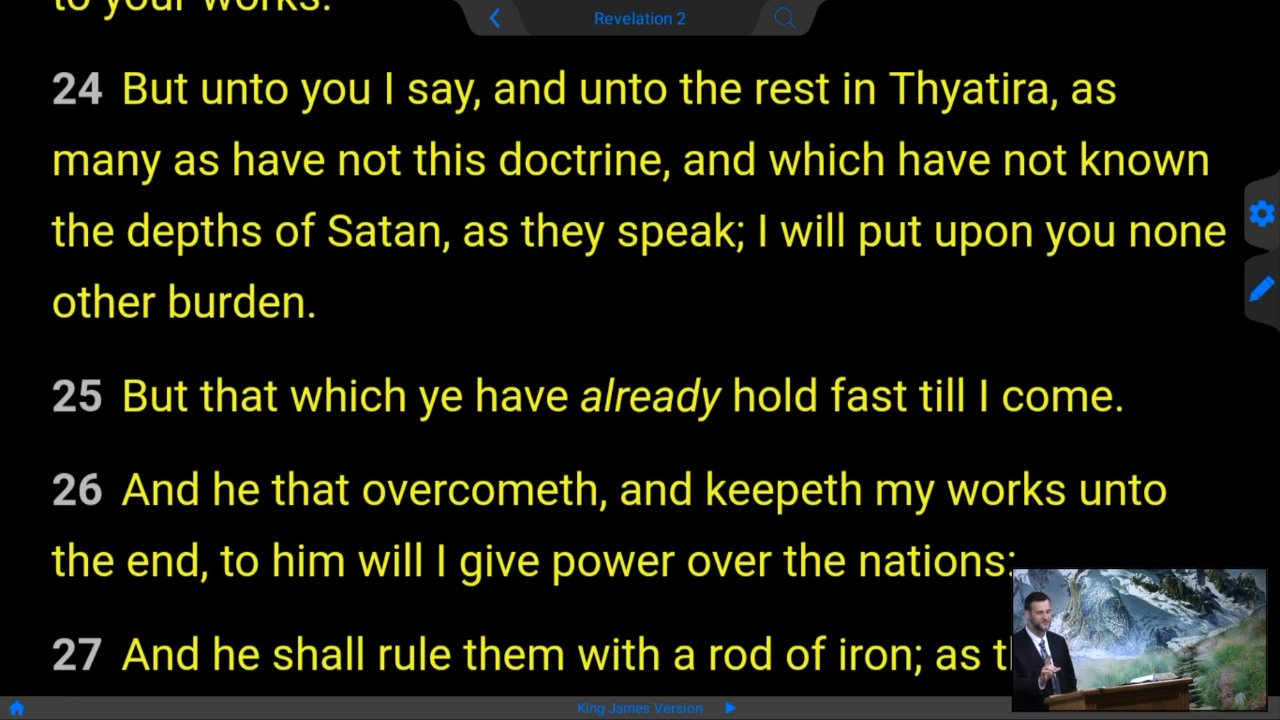 to your works.
Revelation 2
24 But unto you I say, and unto the rest in Thyatira, as
many as have not this doctrine, and which have not known
the depths of Satan, as they speak; I will put upon you none
other burden.
25 But that which ye have already hold fast till I come.
26 And he that overcometh, and keepeth my works unto
the end, to him will I give power over the nations:
27 And he shall rule them with a rod of iron; as
King James Version